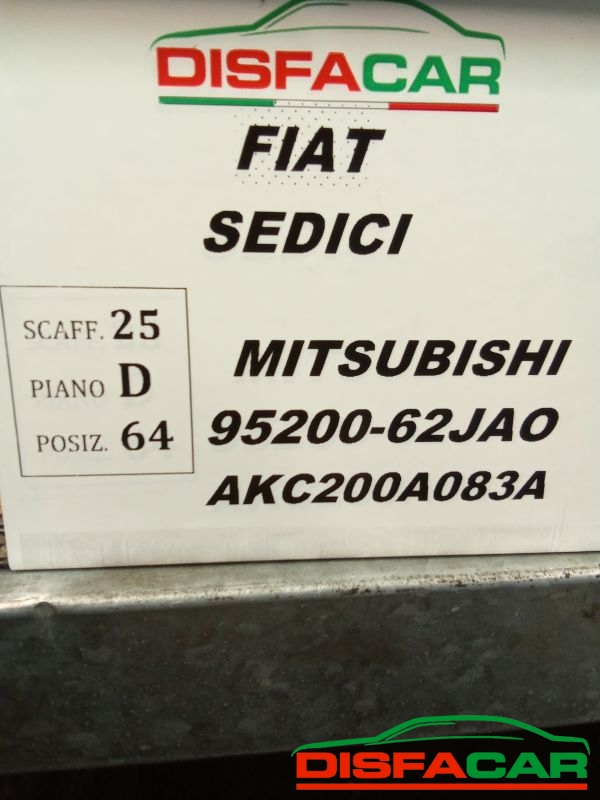 DISFACAR
FIAT
SEDICI
SCAFF. 25
PIANO D
POSIZ. 64
MITSUBISHI
95200-62JAO
AKC200A083A
DISFACAR